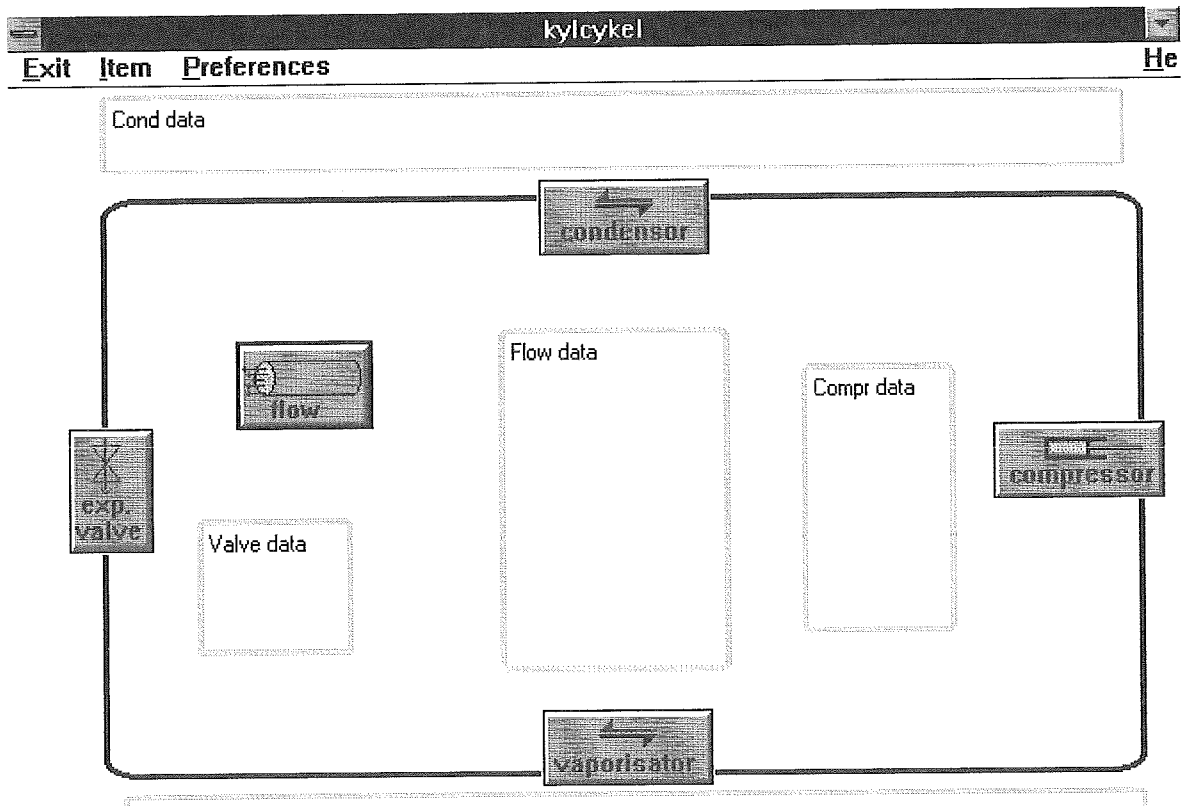 kylcykel
Exit Item Preferences He
Cond data
condensor
flow
Flow data
Compr data
exp.
valve
compressor
Valve data
vaporisator